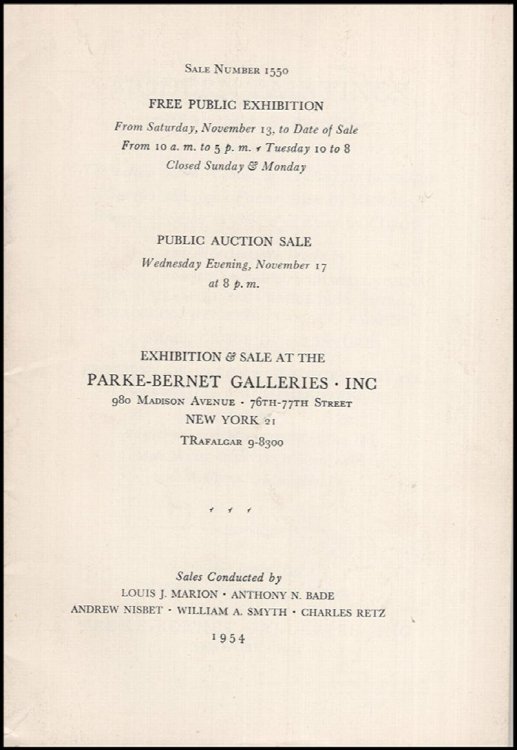 SALE NUMBER 1550
FREE PUBLIC EXHIBITION
From Saturday, November 13, to Date of Sale
From 10 a. m. to 5 p. m. Tuesday 10 to 8
Closed Sunday & Monday
PUBLIC AUCTION SALE
Wednesday Evening, November 17
at 8 p. m.
EXHIBITION & SALE AT THE
PARKE-BERNET GALLERIES · INC
980 MADISON AVENUE · 76TH-77TH STREET
NEW YORK 21
TRAFALGAR 9-8300
Sales Conducted by
LOUIS J. MARION · ANTHONY N. BADE
ANDREW NISBET · WILLIAM A. SMYTH · CHARLES RETZ
1954